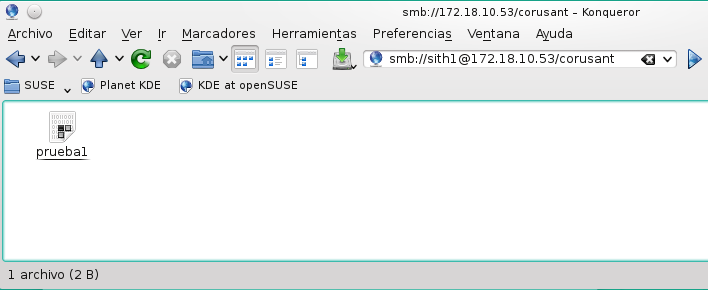 smb://172.18.10.53/corusant – Konqueror
Archivo Editar Ver Ir Marcadores Herramientas Preferencias Ventana Ayuda
smb://sith1@172.18.10.53/corusant
SUSE Planet KDE KDE at openSUSE
prueba1
1 archivo (2 B)